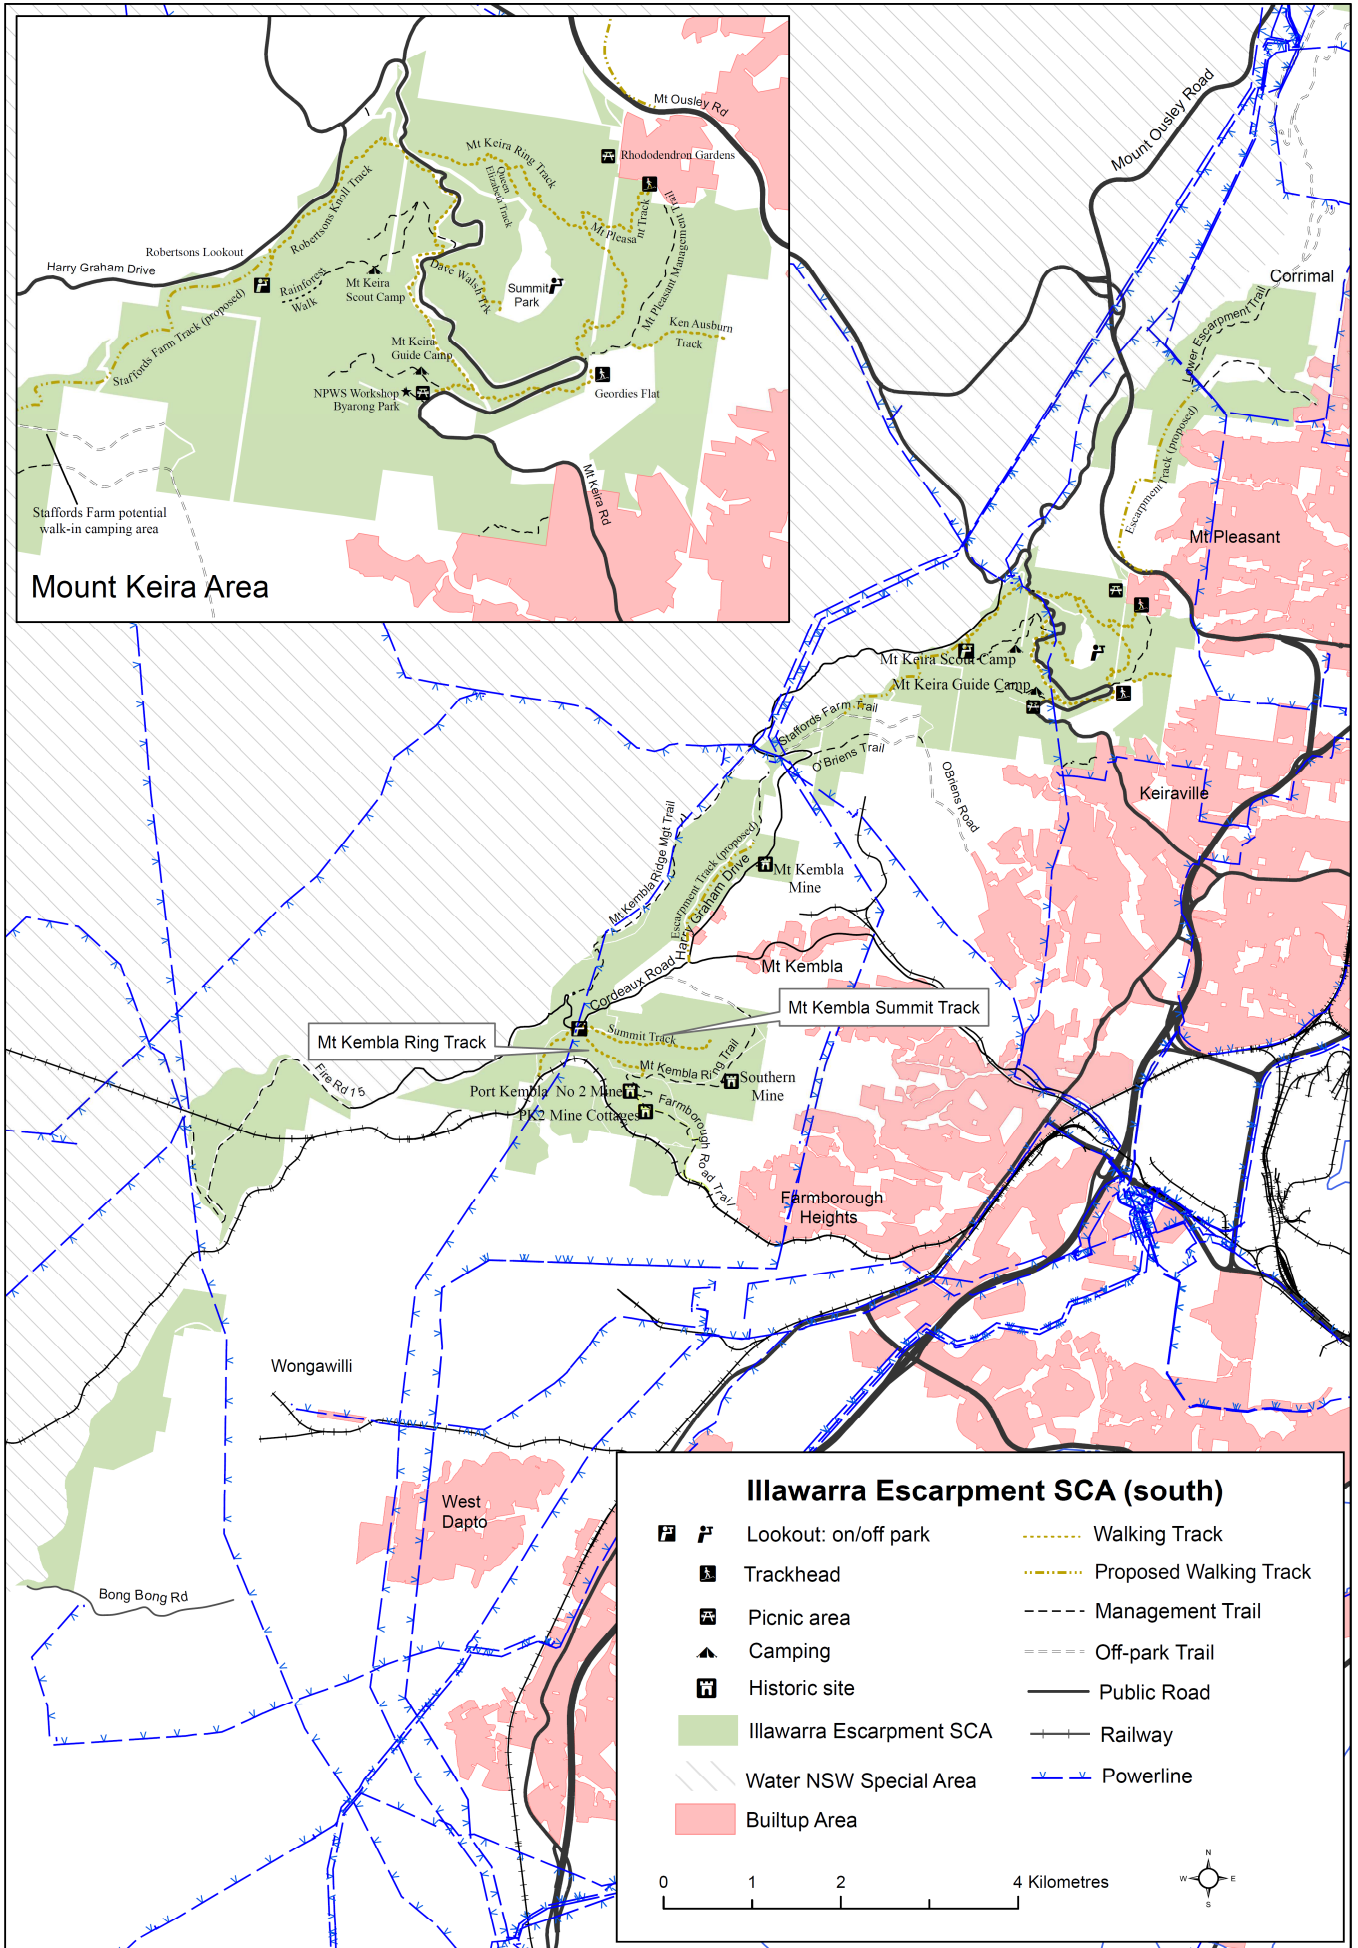 Mt Ousley Rd
Mt Keira Ring Track
Rhododendron Gardens
Queen
Elizabeth Track
Robertsons Knoll Track
Mt Pleasant Track
Mt Pleasant Management Trail
Robertsons Lookout
Harry Graham Drive
Rainforest
Walk
Mt Keira
Scout Camp
Dave Walsh Trk
Summit
Park
Staffords Farm Track (proposed)
Ken Ausburn
Track
Mt Keira
Guide Camp
NPWS Workshop
Byarong Park
Geordies Flat
Mt Keira Rd
Staffords Farm potential
walk-in camping area
Mount Keira Area
Mount Ousley Road
Corrimal
Lower Escarpment Trail
Escarpment Track (proposed)
Mt Pleasant
Mt Keira Scout Camp
Mt Keira Guide Camp
Staffords Farm Trail
O'Briens Trail
OBriens Road
Keiraville
Mt Kembla Ridge Mgt Trail
Escarpment Track (proposed)
Harry Graham Drive
Mt Kembla
Mine
Mt Kembla
Cordeaux Road
Mt Kembla Summit Track
Mt Kembla Ring Track
Summit Track
Mt Kembla Ring Trail
Fire Rd 15
Port Kembla No 2 Mine
Southern
Mine
PK2 Mine Cottages
Farmborough Road Trail
Farmborough
Heights
Wongawilli
West
Dapto
Bong Bong Rd
Illawarra Escarpment SCA (south)
Lookout: on/off park
Trackhead
Picnic area
Camping
Historic site
Illawarra Escarpment SCA
Water NSW Special Area
Builtup Area
Walking Track
Proposed Walking Track
Management Trail
Off-park Trail
Public Road
Railway
Powerline
0 1 2 4 Kilometres
N
W E
S